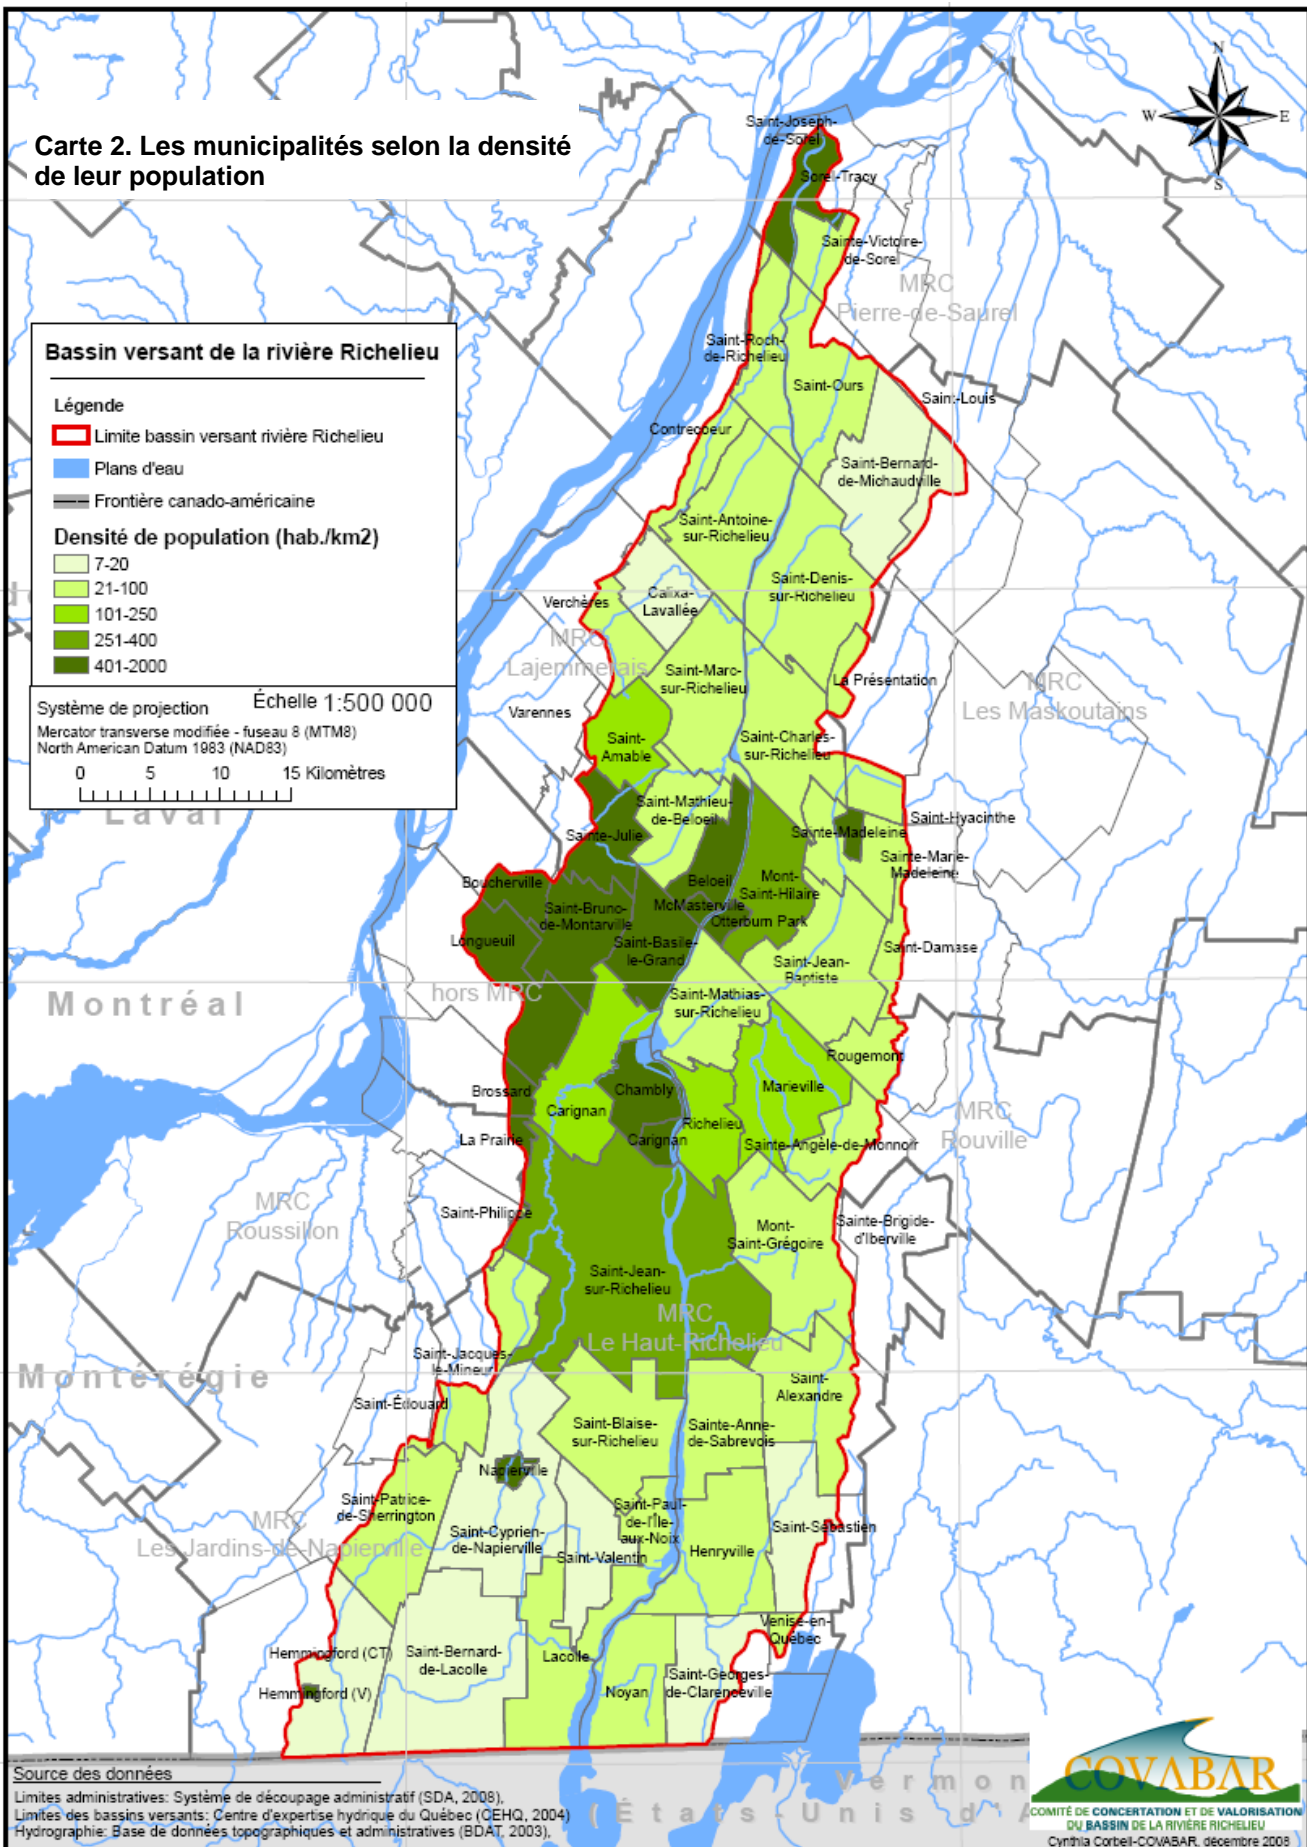 N
W
E
S
Carte 2. Les municipalités selon la densité
de leur population
Saint-Joseph-
de-Sorel
Sorel-Tracy
Sainte-Victoire-
de-Sorel
MRC
Pierre-de-Saurel
Bassin versant de la rivière Richelieu
Légende
Limite bassin versant rivière Richelieu
Plans d'eau
Frontière canado-américaine
Densité de population (hab./km2)
7-20
21-100
101-250
251-400
401-2000
Système de projection
Échelle 1:500 000
Mercator transverse modifiée - fuseau 8 (MTM8)
North American Datum 1983 (NAD83)
0 5 10 15 Kilomètres
Saint-Roch-
de-Richelieu
Saint-Ours
Saint-Louis
Contrecoeur
Saint-Bernard-
de-Michaudville
Saint-Antoine-
sur-Richelieu
Saint-Denis-
sur-Richelieu
Calixa-
Lavallée
Verchères
MRC
Lajemmerais
Saint-Marc-
sur-Richelieu
La Présentation
MRC
Les Maskoutains
Varennes
Saint-
Amable
Saint-Charles-
sur-Richelieu
Laval
Saint-Mathieu-
de-Beloeil
Sainte-Julie
Sainte-Madeleine
Saint-Hyacinthe
Sainte-Marie-
Madeleine
Boucherville
Beloeil
Mont-
Saint-Hilaire
McMasterville
Otterburn Park
Saint-Bruno-
de-Montarville
Longueuil
Saint-Basile-
le-Grand
Saint-Damase
Saint-Jean-
Baptiste
hors MRC
Montréal
Saint-Mathias-
sur-Richelieu
Rougemont
Brossard
Chambly
Marieville
Carignan
Richelieu
MRC
Rouville
La Prairie
Carignan
Sainte-Angèle-de-Monnoir
MRC
Roussillon
Saint-Philippe
Mont-
Saint-Grégoire
Sainte-Brigide-
d'Iberville
Saint-Jean-
sur-Richelieu
MRC
Le Haut-Richelieu
Saint-Jacques-
le-Mineur
Montérégie
Saint-Édouard
Saint-
Alexandre
Saint-Blaise-
sur-Richelieu
Sainte-Anne-
de-Sabrevois
Napierville
Saint-Patrice-
de-Sherrington
MRC
Les Jardins-de-Napierville
Saint-Cyprien-
de-Napierville
Saint-Paul-
de-l'Île-
aux-Noix
Saint-Sébastien
Saint-Valentin
Henryville
Venise-en-
Québec
Hemmingford (CT)
Saint-Bernard-
de-Lacolle
Lacolle
Hemmingford (V)
Noyan
Saint-Georges-
de-Clarenceville
Source des données
Limites administratives: Système de découpage administratif (SDA, 2008),
Limites des bassins versants: Centre d'expertise hydrique du Québec (CEHQ, 2004)
Hydrographie: Base de données topographiques et administratives (BDAT, 2003),
Vermon
(États-Unis d'A
COVABAR
COMITÉ DE CONCERTATION ET DE VALORISATION
DU BASSIN DE LA RIVIÈRE RICHELIEU
Cynthia Corbeil-COVABAR, décembre 2008